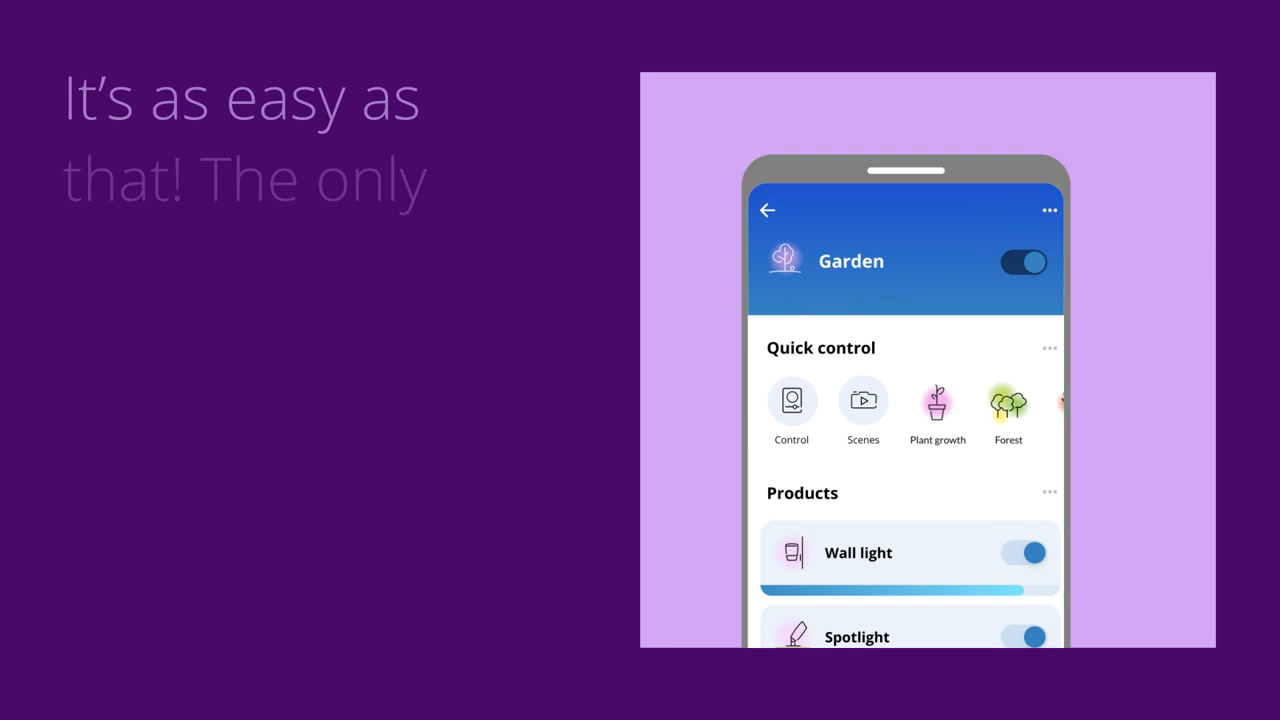 It’s as easy as
that! The only
Garden
Quick control
Control
Scenes
Plant growth
Forest
Products
Wall light
Spotlight